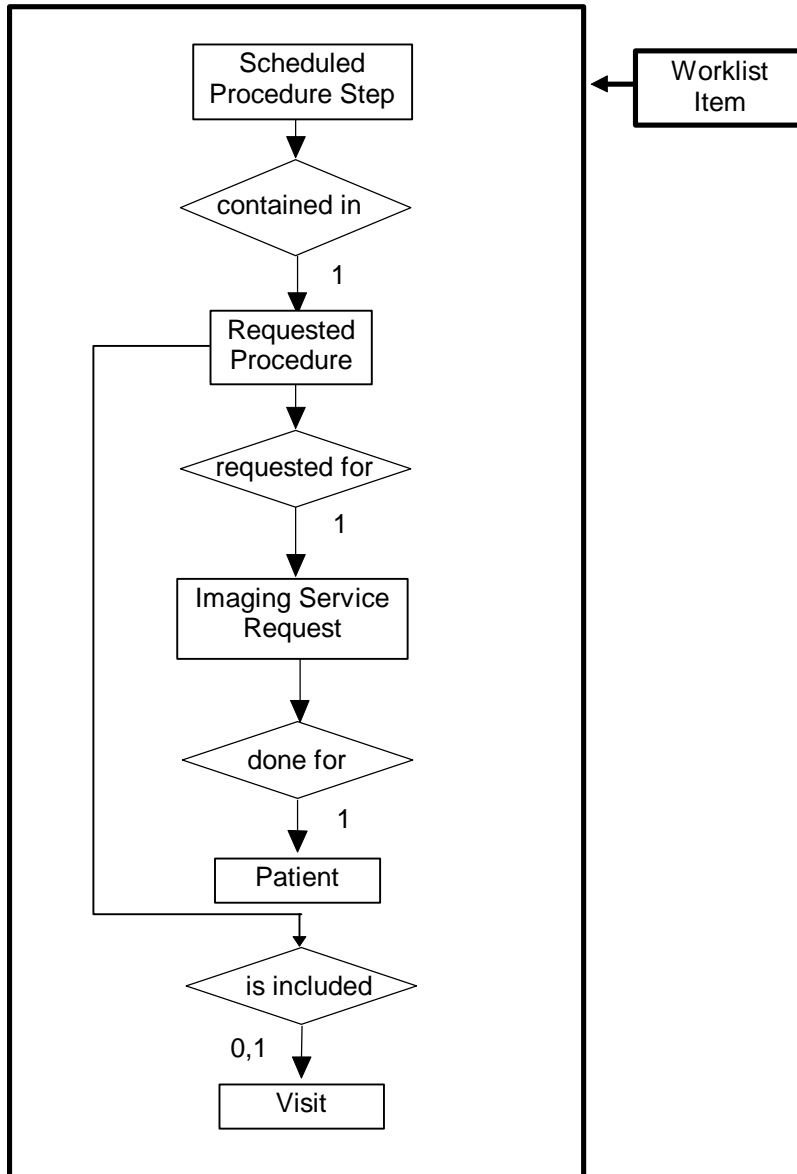 Scheduled
Procedure Step
Worklist
Item
contained in
1
Requested
Procedure
requested for
1
Imaging Service
Request
done for
1
Patient
is included
0,1
Visit